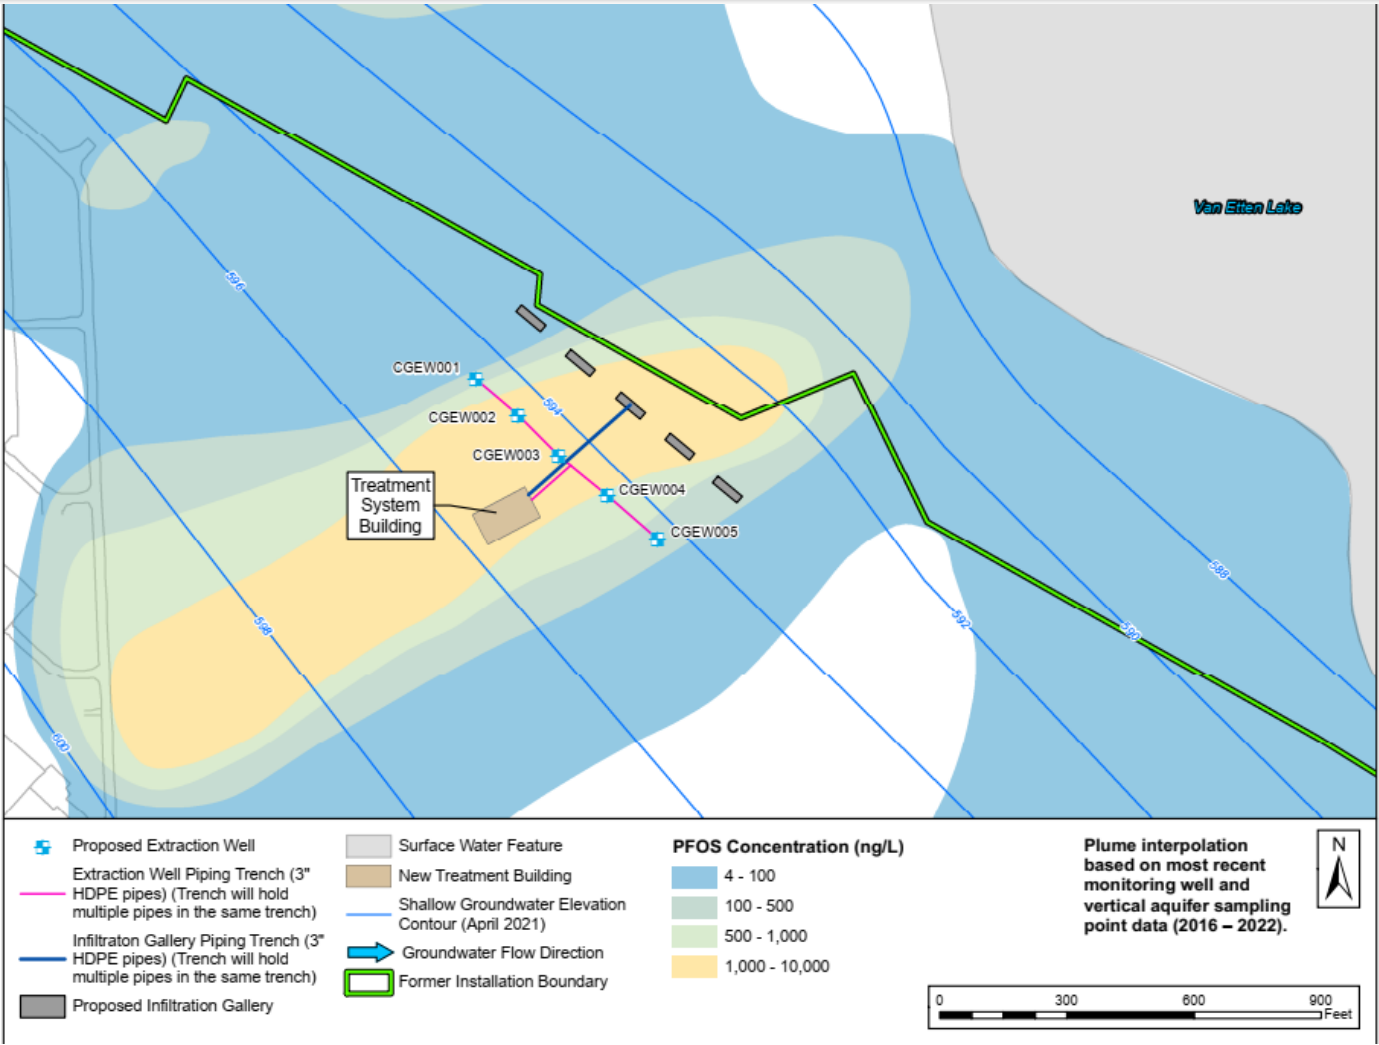 Van Etten Lake
596
CGEW001
594
CGEW002
CGEW003
Treatment
System
Building
CGEW004
CGEW005
588
592
590
598
600
Proposed Extraction Well
Extraction Well Piping Trench (3"
HDPE pipes) (Trench will hold
multiple pipes in the same trench)
Infiltraton Gallery Piping Trench (3"
HDPE pipes) (Trench will hold
multiple pipes in the same trench)
Proposed Infiltration Gallery
Surface Water Feature
New Treatment Building
Shallow Groundwater Elevation
Contour (April 2021)
Groundwater Flow Direction
Former Installation Boundary
PFOS Concentration (ng/L)
4 - 100
100 - 500
500 - 1,000
1,000 - 10,000
Plume interpolation
based on most recent
monitoring well and
vertical aquifer sampling
point data (2016 – 2022).
N
0 300 600 900
Feet